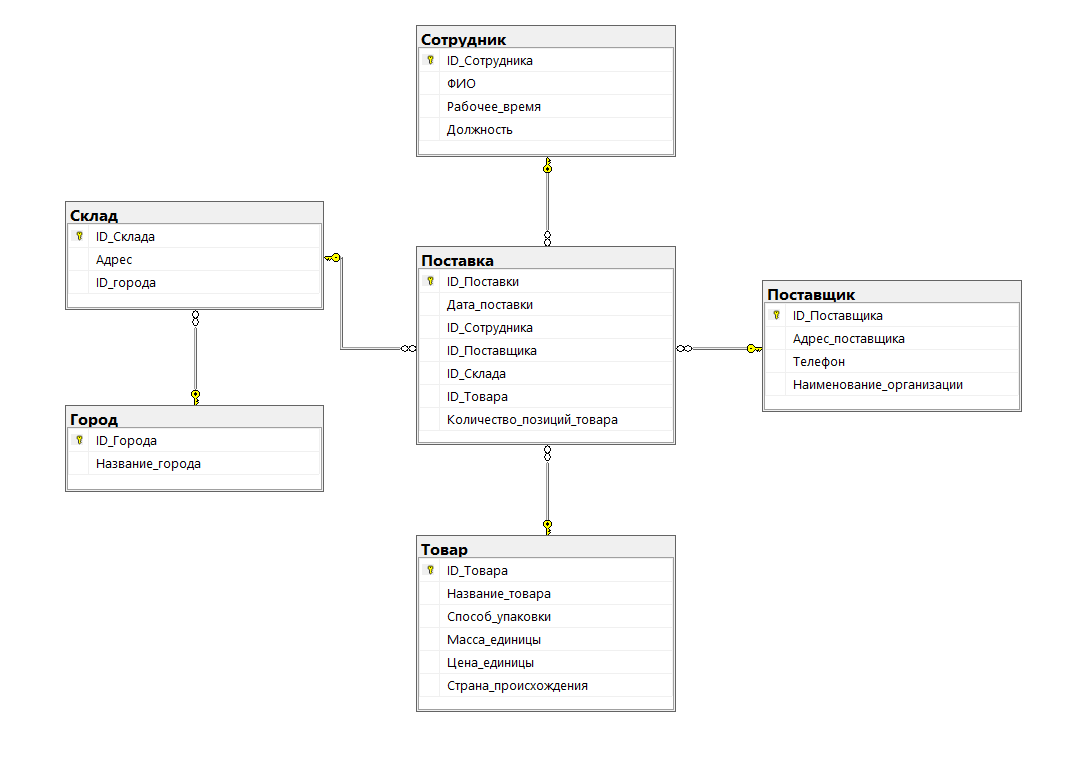 Сотрудник
ID_Сотрудника
ФИО
Рабочее_время
Должность
Склад
ID_Склада
Адрес
ID_города
Поставка
ID_Поставки
Дата_поставки
ID_Сотрудника
ID_Поставщика
ID_Склада
ID_Товара
Количество_позиций_товара
Поставщик
ID_Поставщика
Адрес_поставщика
Телефон
Наименование_организации
Город
ID_Города
Название_города
Товар
ID_Товара
Название_товара
Способ_упаковки
Масса_единицы
Цена_единицы
Страна_происхождения